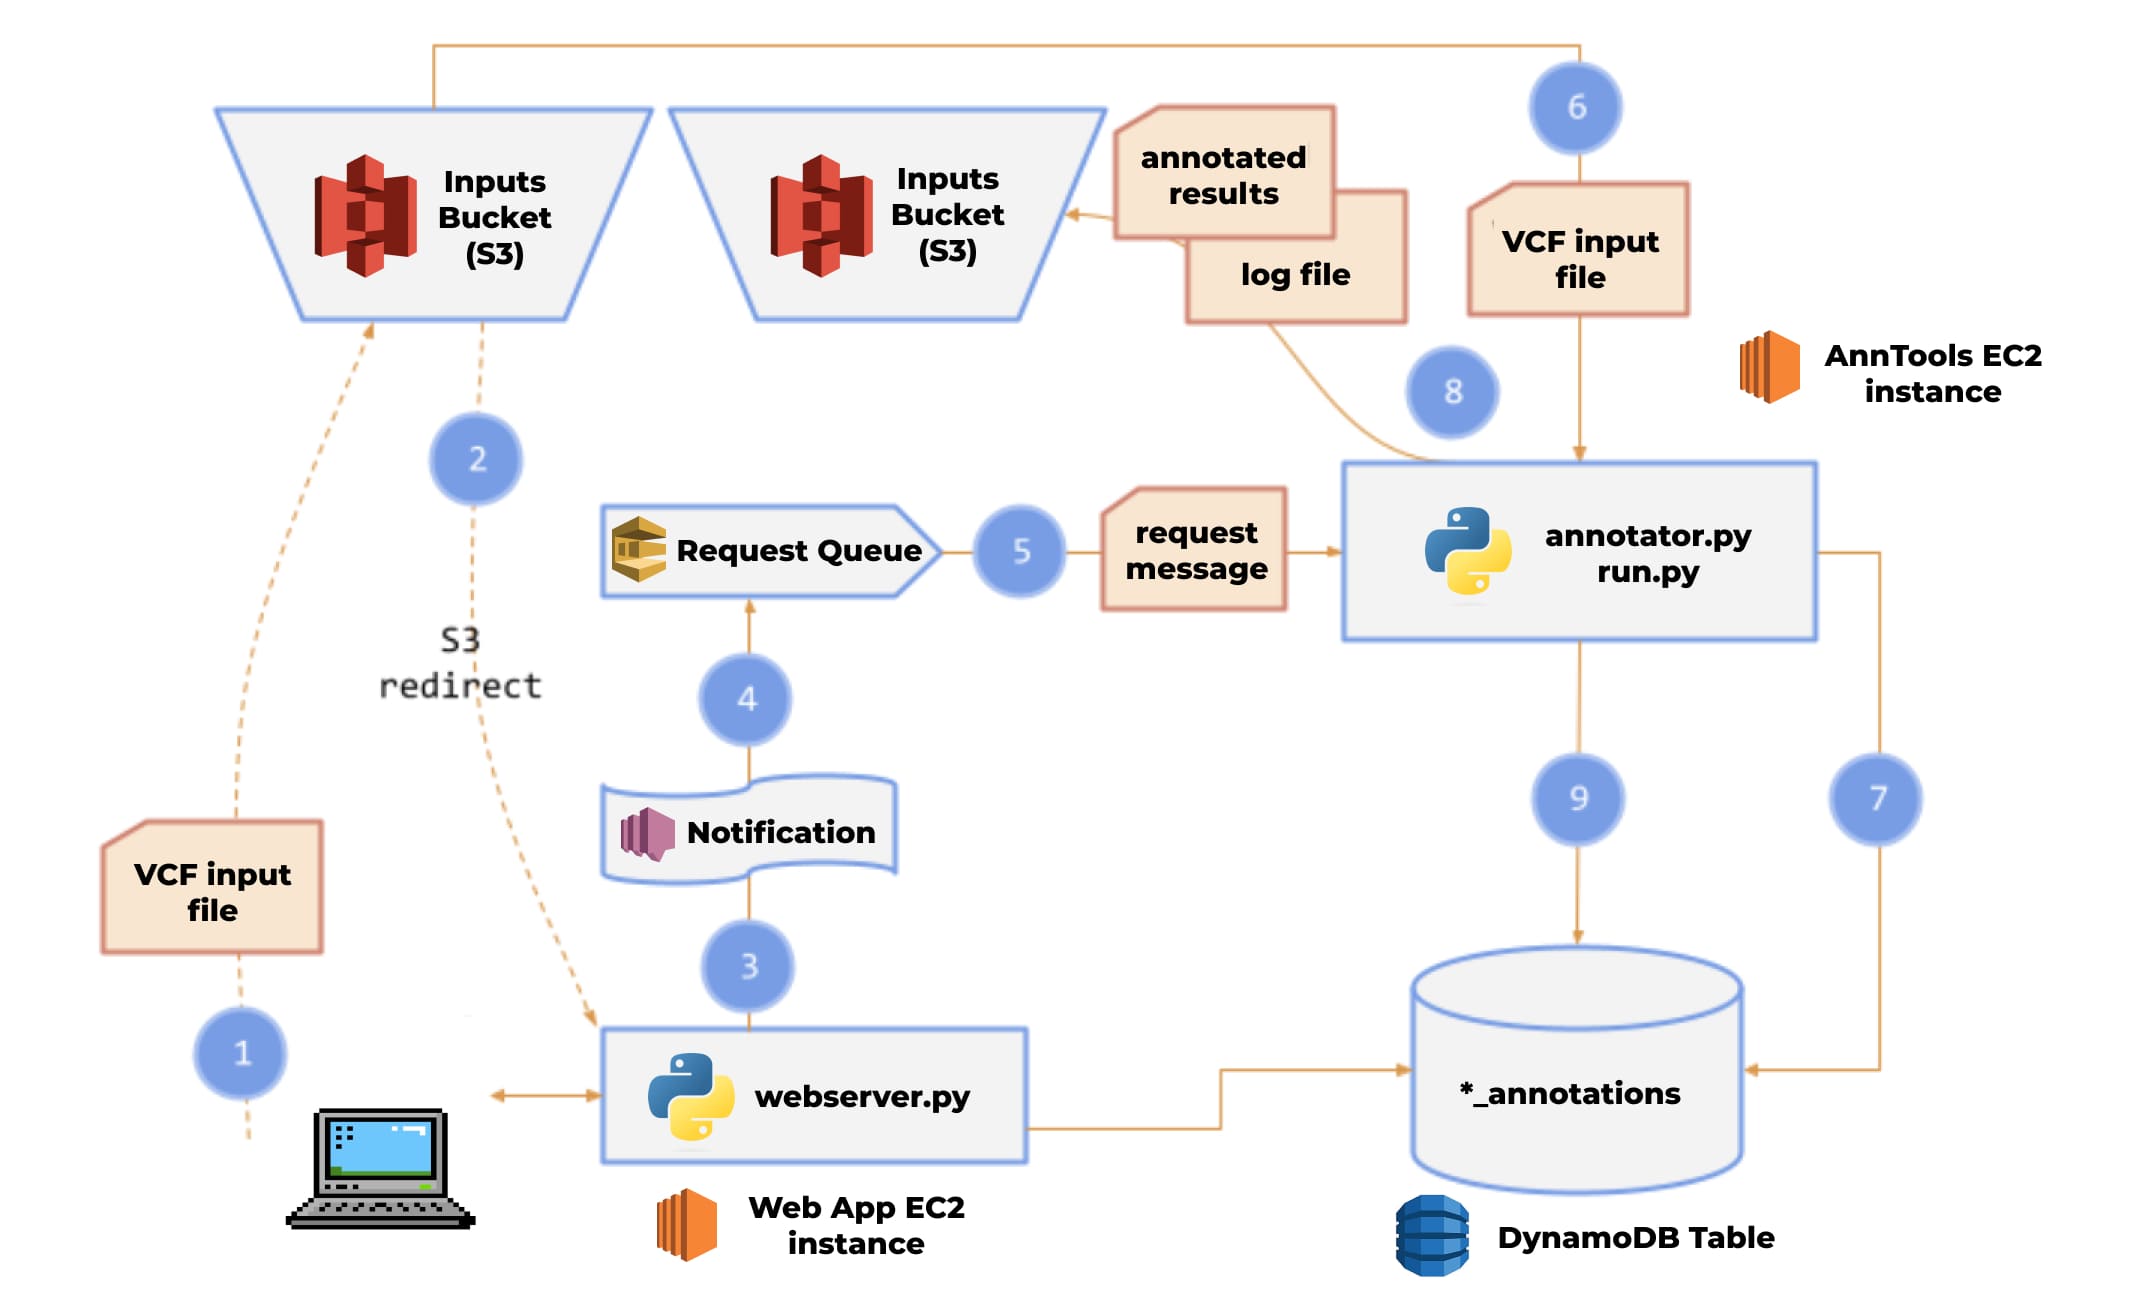 6
Inputs
Bucket
(S3)
Inputs
Bucket
(S3)
annotated
results
log file
VCF input
file
8
AnnTools EC2
instance
2
Request Queue
5
request
message
annotator.py
run.py
S3
redirect
4
9
7
Notification
VCF input
file
3
1
webserver.py
*_annotations
Web App EC2
instance
DynamoDB Table